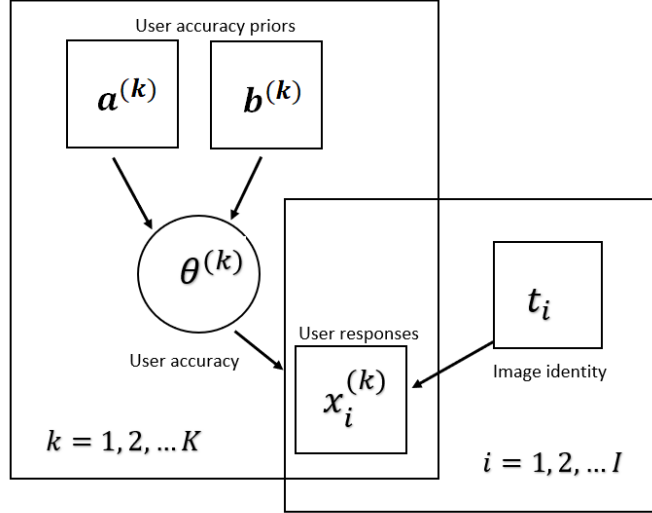 User accuracy priors
a^(k)
b^(k)
θ^(k)
t_i
User responses
User accuracy
Image identity
x_i^(k)
k = 1, 2, … K
i = 1, 2, … I